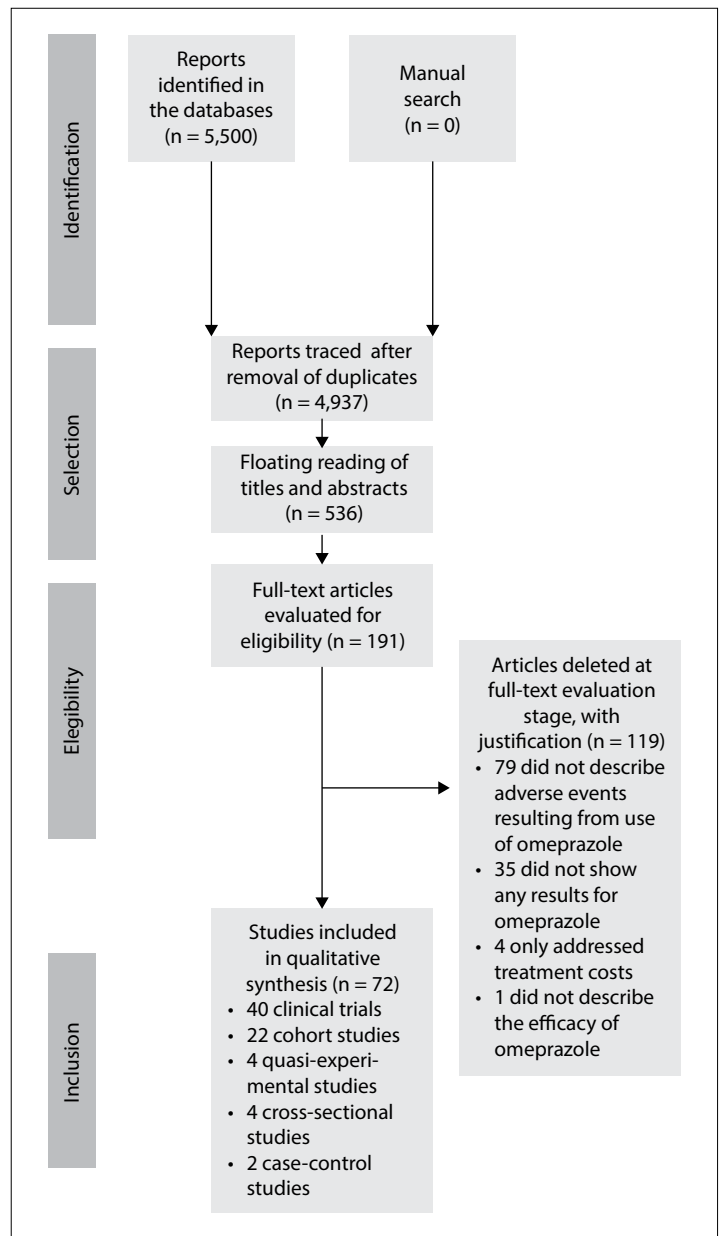 Identification
Reports
identified in
the databases
(n = 5,500)
Manual
search
(n = 0)
Selection
Reports traced after
removal of duplicates
(n = 4,937)
Floating reading of
titles and abstracts
(n = 536)
Elegibility
Full-text articles
evaluated for
eligibility (n = 191)
Articles deleted at
full-text evaluation
stage, with
justification (n = 119)
• 79 did not describe
adverse events
resulting from use
of omeprazole
• 35 did not show
any results for
omeprazole
• 4 only addressed
treatment costs
• 1 did not describe
the efficacy of
omeprazole
Inclusion
Studies included
in qualitative
synthesis (n = 72)
• 40 clinical trials
• 22 cohort studies
• 4 quasi-experi-
mental studies
• 4 cross-sectional
studies
• 2 case-control
studies